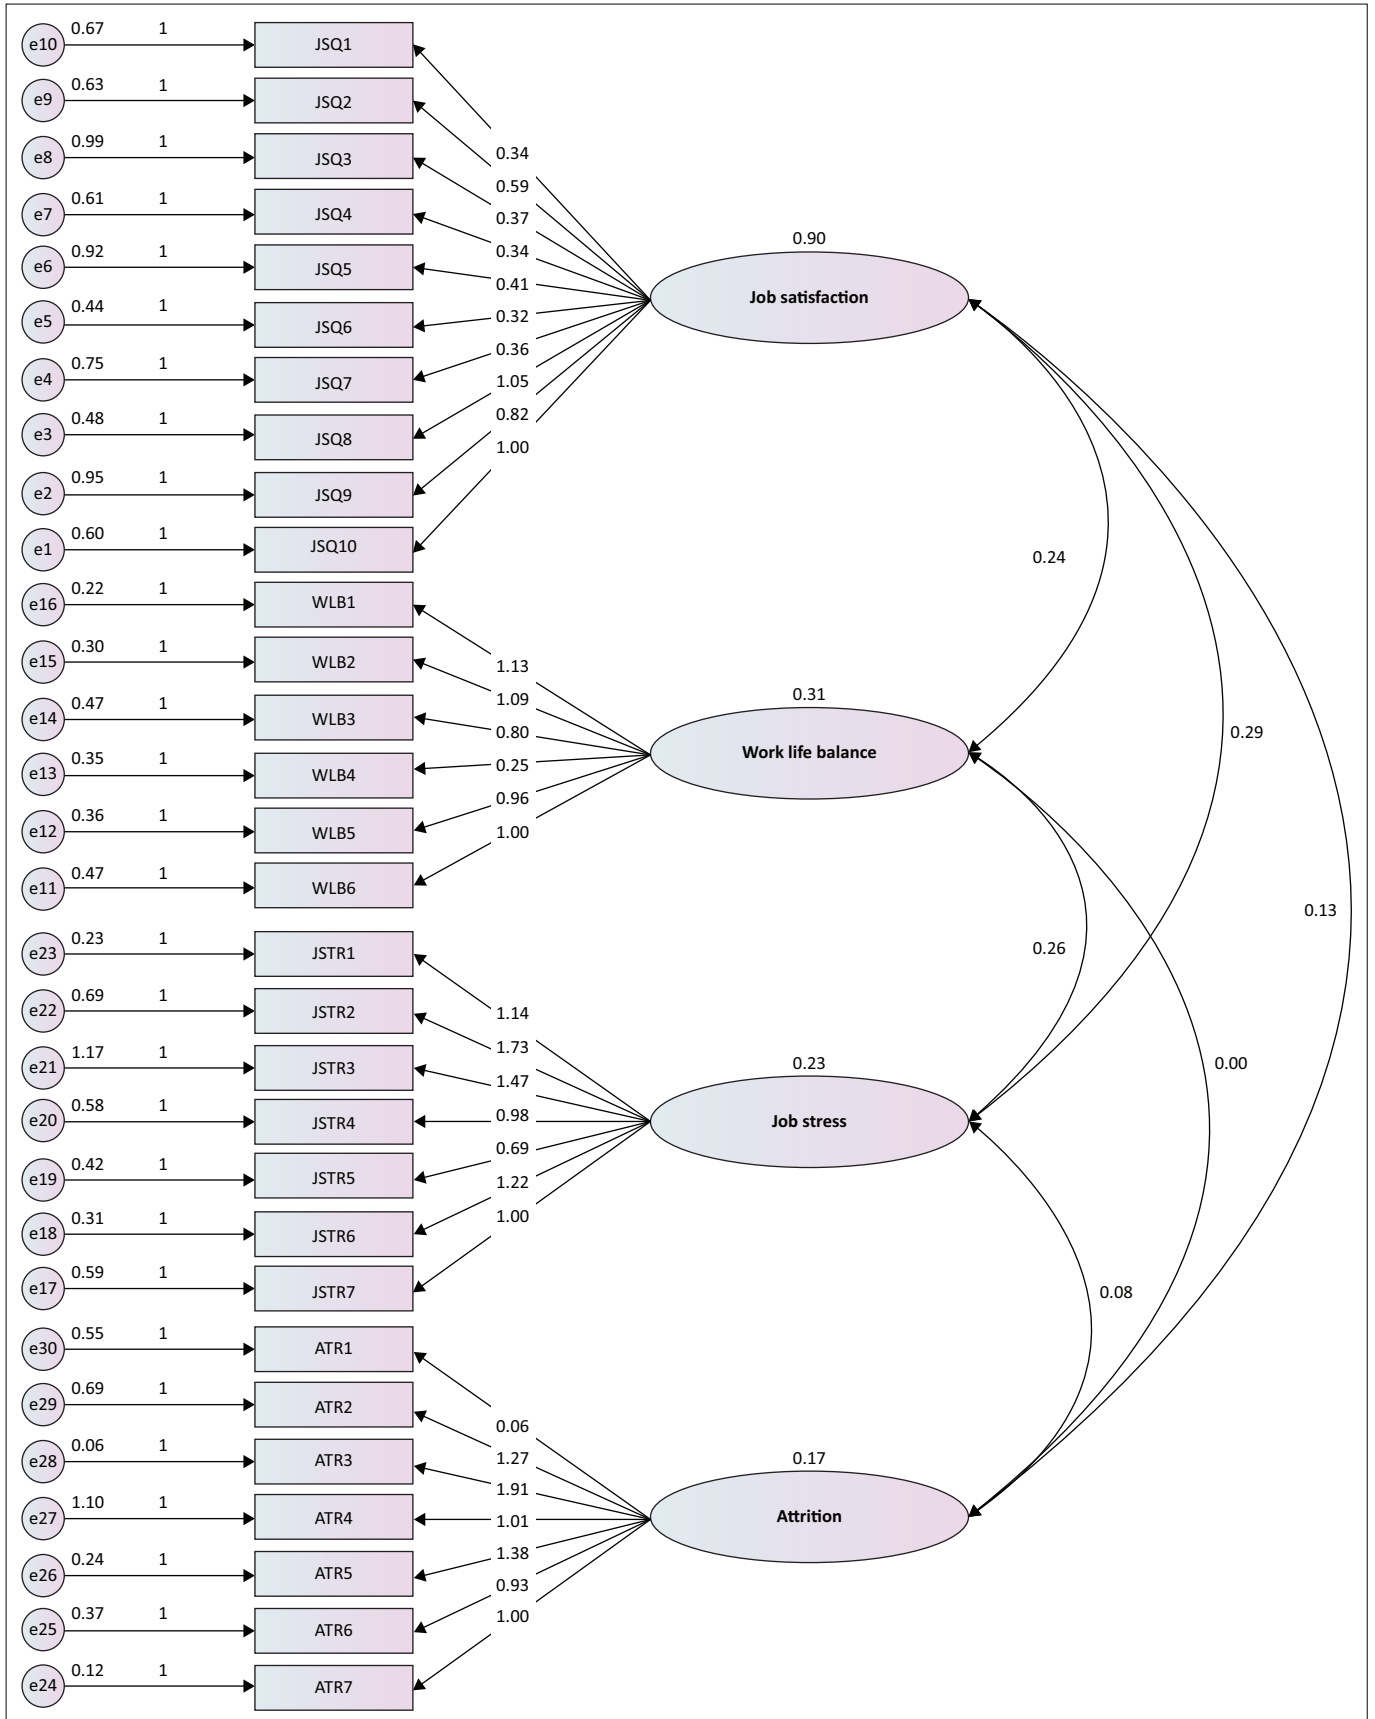 e10 0.67 1 JSQ1
e9 0.63 1 JSQ2
e8 0.99 1 JSQ3
e7 0.61 1 JSQ4
e6 0.92 1 JSQ5
e5 0.44 1 JSQ6
e4 0.75 1 JSQ7
e3 0.48 1 JSQ8
e2 0.95 1 JSQ9
e1 0.60 1 JSQ10
0.34
0.59
0.37
0.34
0.41
0.32
0.36
1.05
0.82
1.00
0.90
Job satisfaction
e16 0.22 1 WLB1
e15 0.30 1 WLB2
e14 0.47 1 WLB3
e13 0.35 1 WLB4
e12 0.36 1 WLB5
e11 0.47 1 WLB6
1.13
1.09
0.80
0.25
0.96
1.00
0.31
Work life balance
e23 0.23 1 JSTR1
e22 0.69 1 JSTR2
e21 1.17 1 JSTR3
e20 0.58 1 JSTR4
e19 0.42 1 JSTR5
e18 0.31 1 JSTR6
e17 0.59 1 JSTR7
1.14
1.73
1.47
0.98
0.69
1.22
1.00
0.23
Job stress
e30 0.55 1 ATR1
e29 0.69 1 ATR2
e28 0.06 1 ATR3
e27 1.10 1 ATR4
e26 0.24 1 ATR5
e25 0.37 1 ATR6
e24 0.12 1 ATR7
0.06
1.27
1.91
1.01
1.38
0.93
1.00
0.17
Attrition
0.24
0.29
0.13
0.26
0.00
0.08